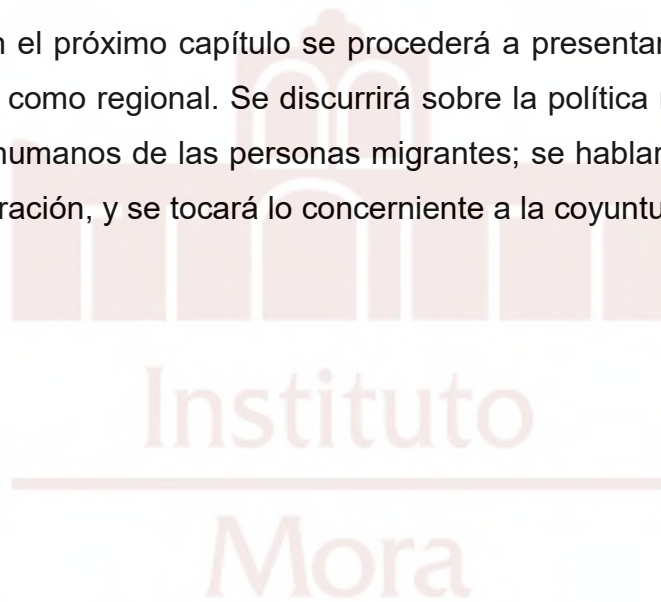 n el próximo capítulo se procederá a presentar
como regional. Se discurrirá sobre la política
humanos de las personas migrantes; se hablar
ración, y se tocará lo concerniente a la coyuntu
Instituto
Mora